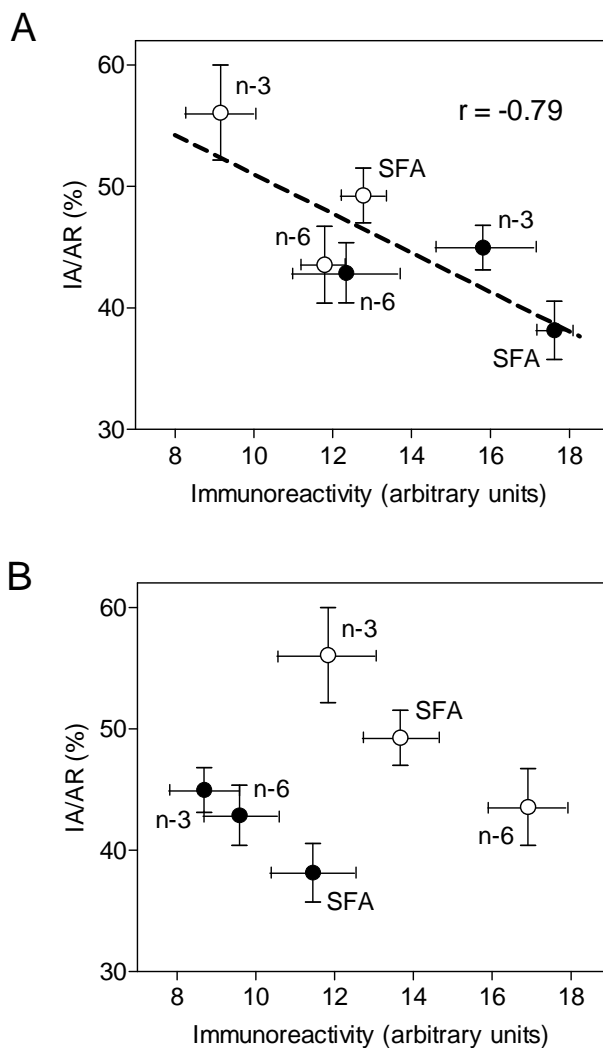 A
60
50
40
30
IA/AR (%)
n-3
r = -0.79
SFA
n-3
n-6
n-6
SFA
8 10 12 14 16 18
Immunoreactivity (arbitrary units)
B
60
50
40
30
IA/AR (%)
n-3
SFA
n-6
n-3
n-6
SFA
8 10 12 14 16 18
Immunoreactivity (arbitrary units)